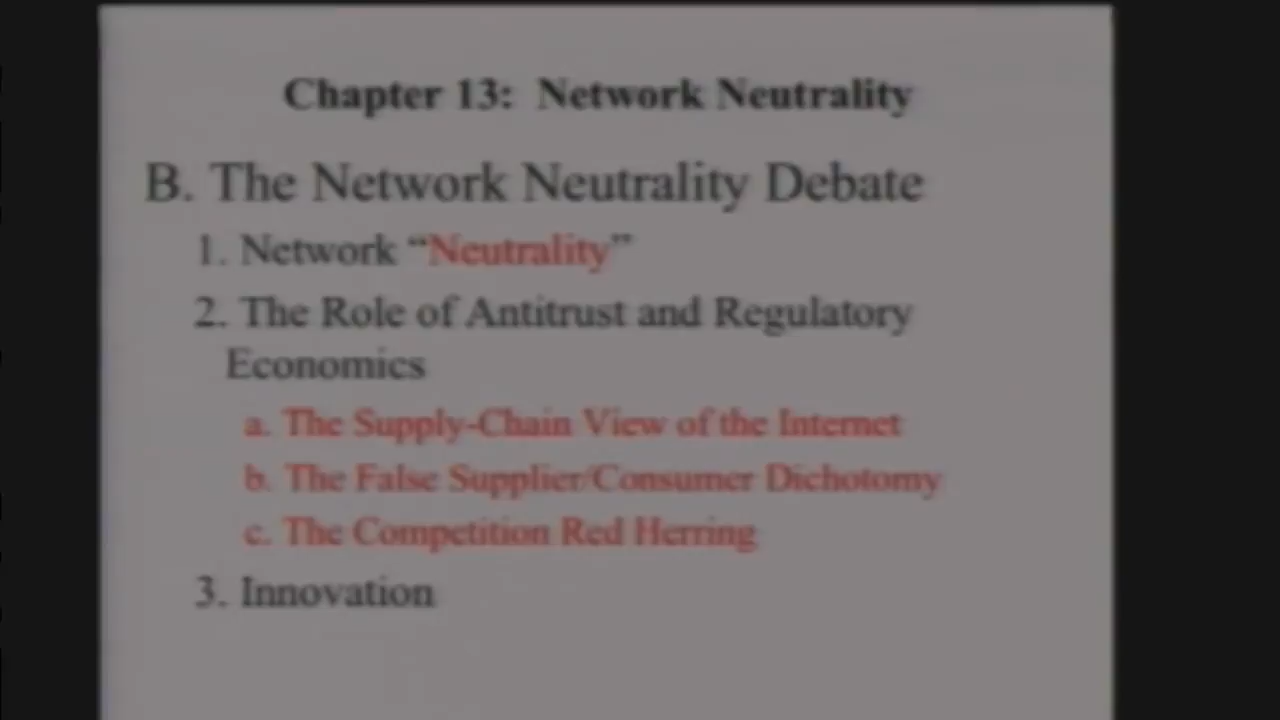 Chapter 13: Network Neutrality
B. The Network Neutrality Debate
1. Network “Neutrality”
2. The Role of Antitrust and Regulatory
Economics
a. The Supply-Chain View of the Internet
b. The False Supplier/Consumer Dichotomy
c. The Competition Red Herring
3. Innovation